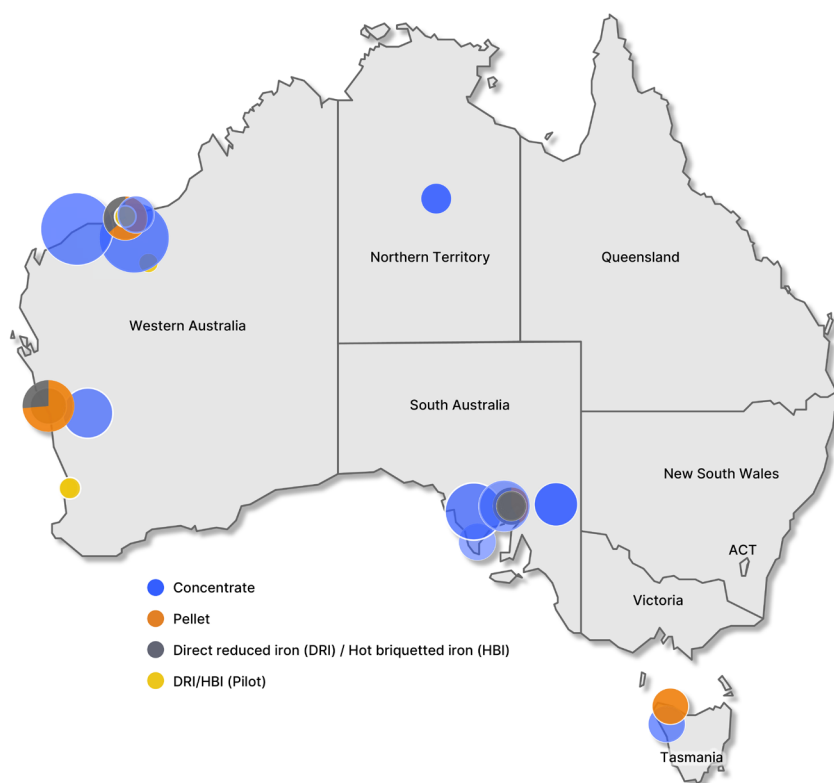 Northern Territory
Queensland
Western Australia
South Australia
New South Wales
ACT
Concentrate
Victoria
Pellet
Direct reduced iron (DRI) / Hot briquetted iron (HBI)
DRI/HBI (Pilot)
Tasmania